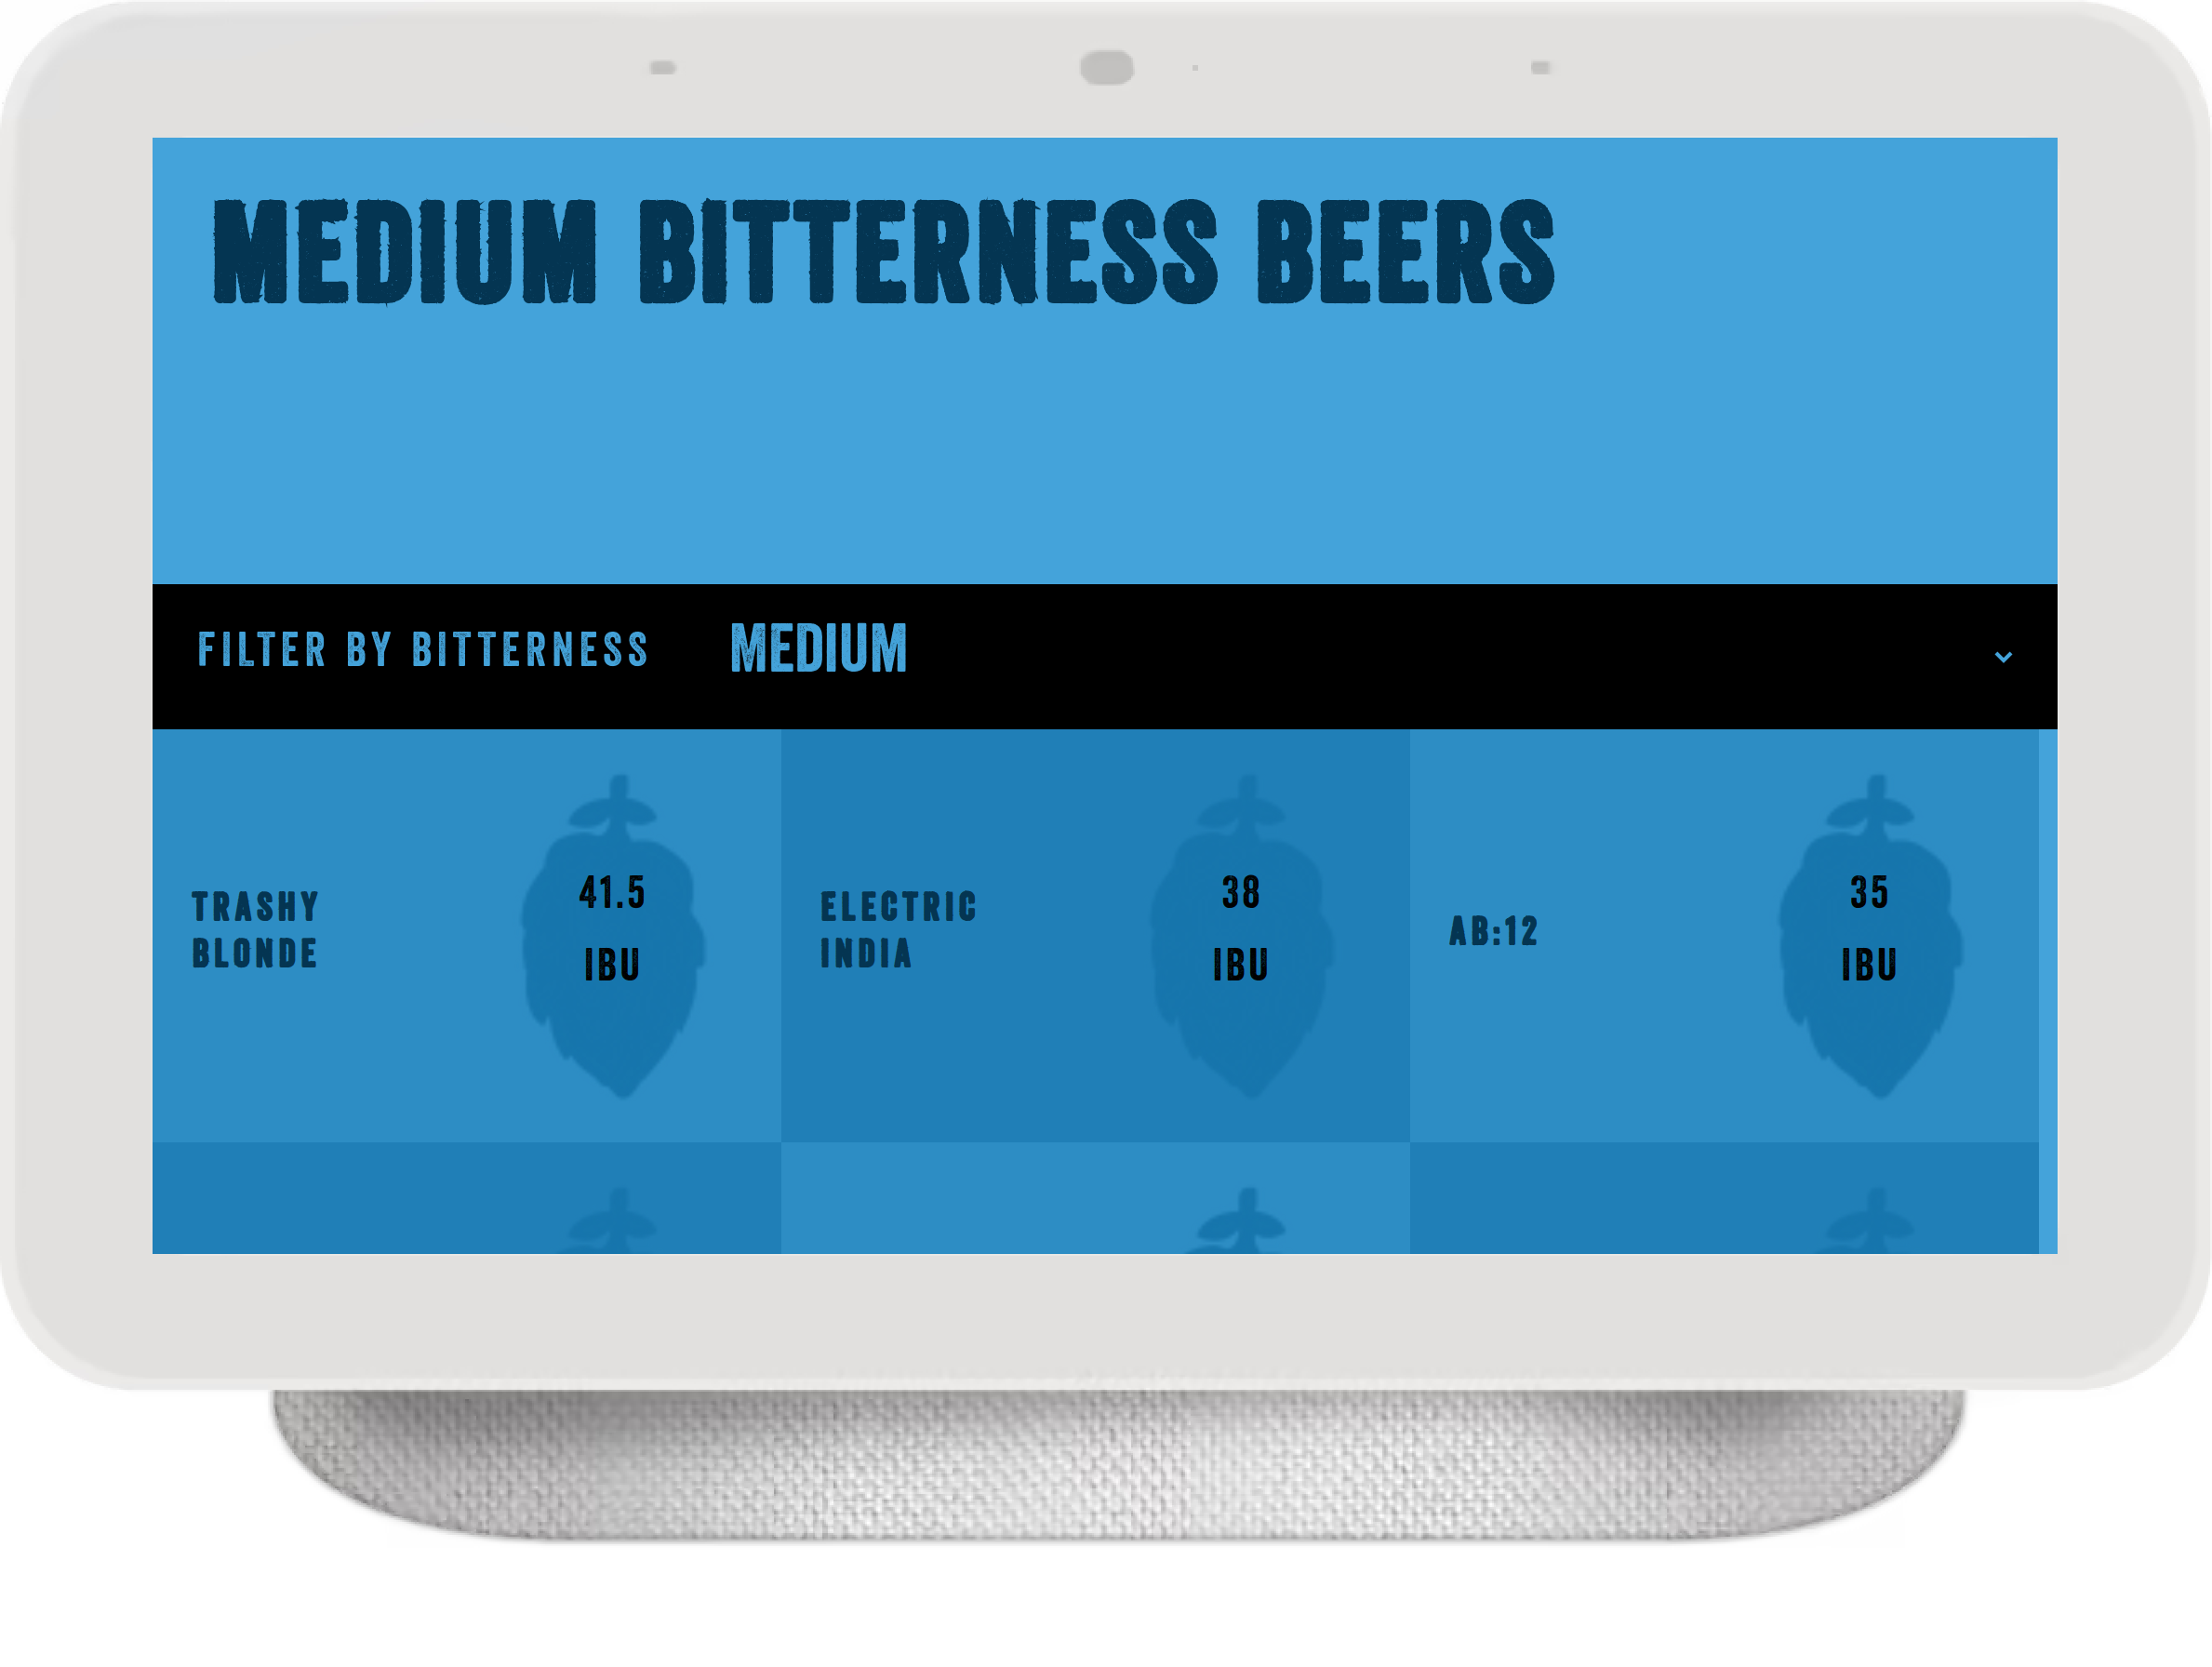 MEDIUM BITTERNESS BEERS
FILTER BY BITTERNESS MEDIUM
TRASHY
BLONDE
41.5
IBU
ELECTRIC
INDIA
38
IBU
AB:12
35
IBU